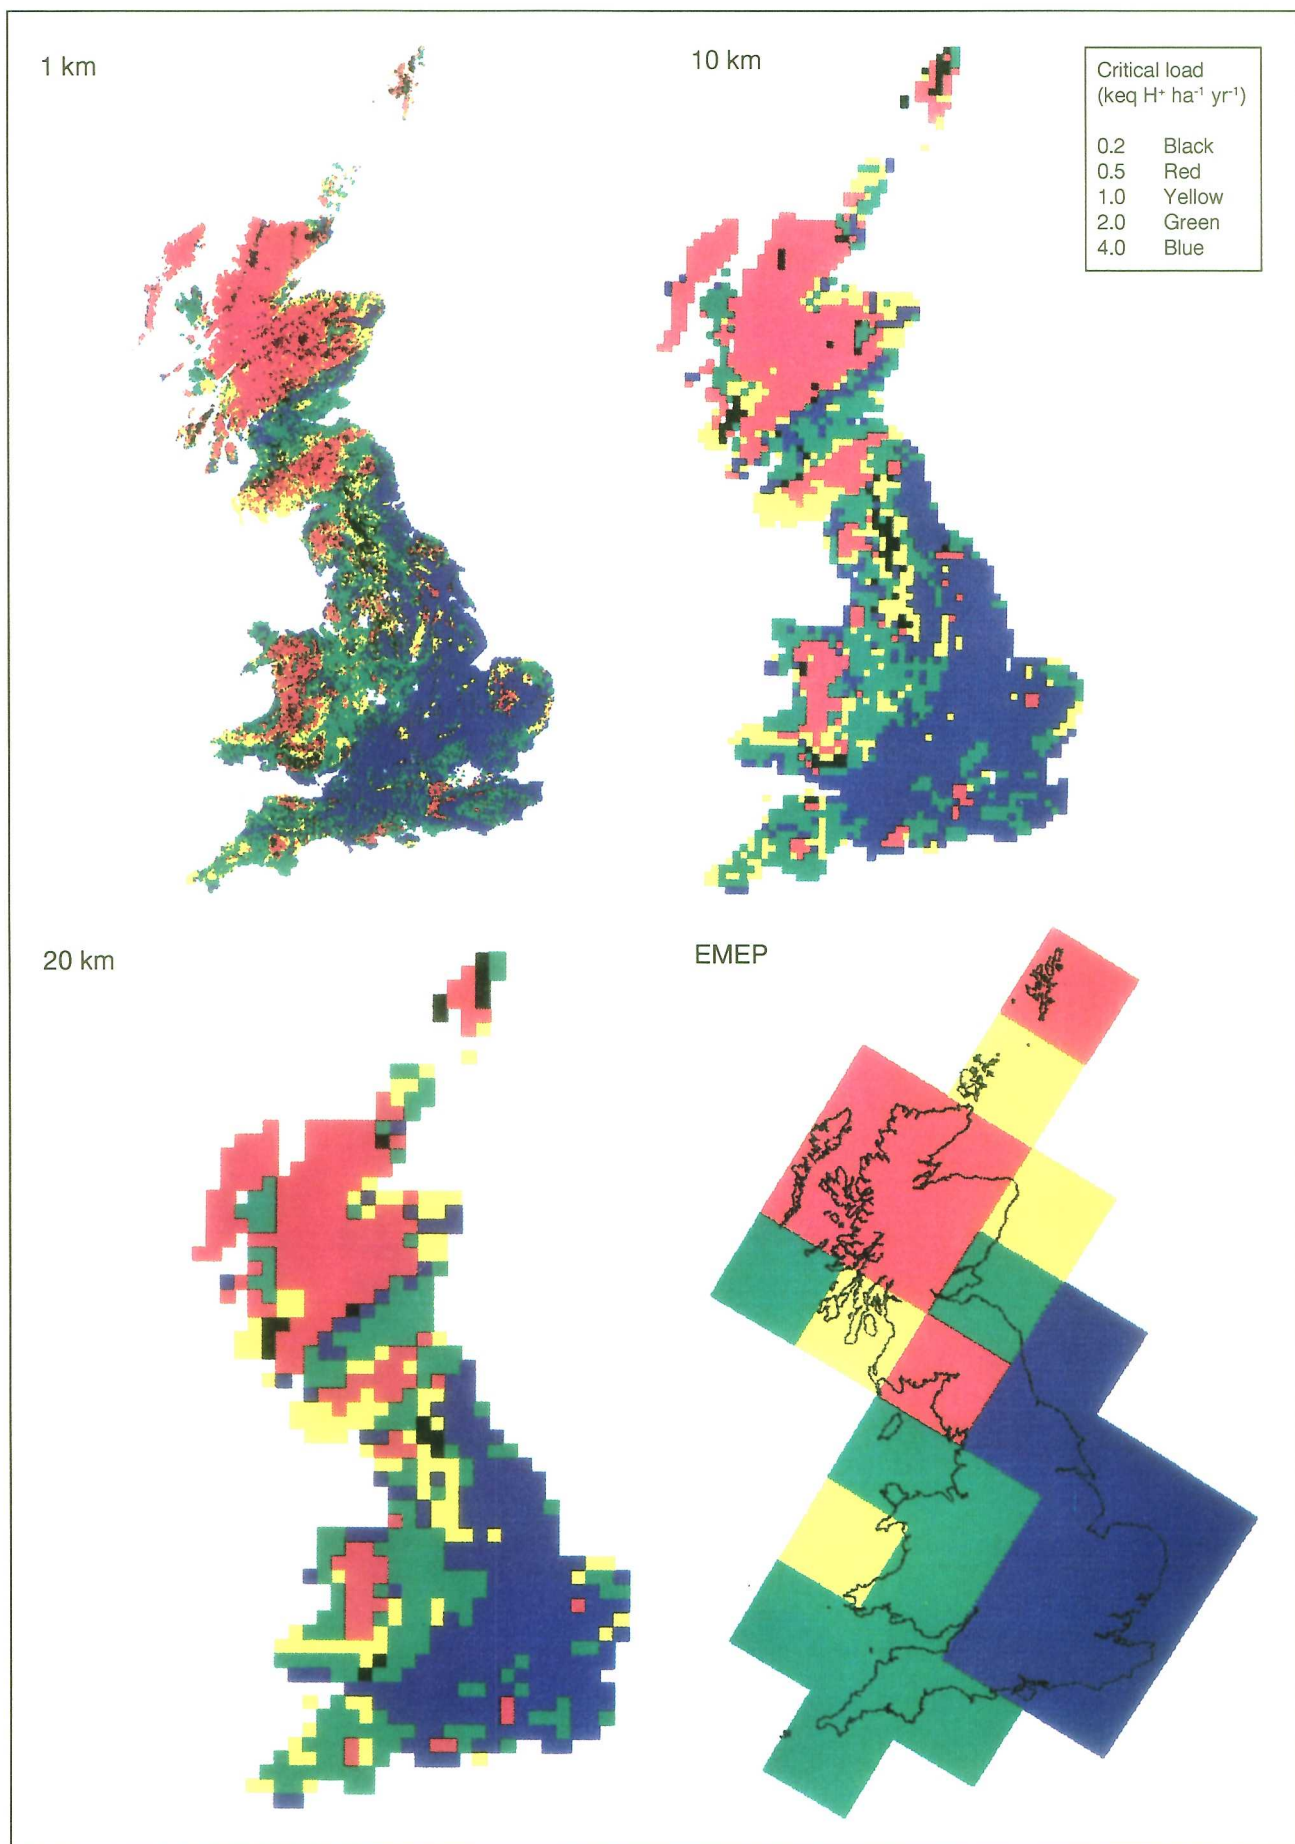 1 km
10 km
Critical load
(keq H⁺ ha⁻¹ yr⁻¹)
0.2 Black
0.5 Red
1.0 Yellow
2.0 Green
4.0 Blue
20 km
EMEP